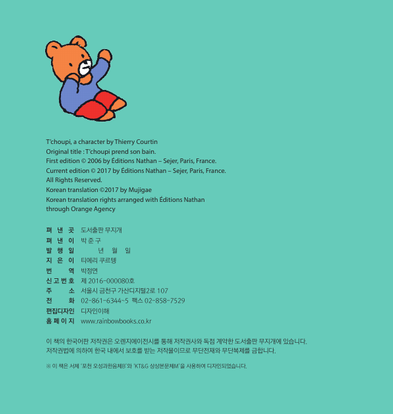 T'choupi, a character by Thierry Courtin
Original title : T'choupi prend son bain.
First edition © 2006 by Éditions Nathan – Sejer, Paris, France.
Current edition © 2017 by Éditions Nathan – Sejer, Paris, France.
All Rights Reserved.
Korean translation ©2017 by Mujigae
Korean translation rights arranged with Éditions Nathan
through Orange Agency
펴 낸 곳 도서출판 무지개
펴 낸 이 박 준 구
발 행 일 년 월 일
지 은 이 티에리 쿠르탱
번 역 박정연
신 고 번 호 제 2016-000080호
주 소 서울시 금천구 가산디지털2로 107
전 화 02-861-6344~5 팩스 02-858-7529
편집디자인 디자인이래
홈 페 이 지 www.rainbowbooks.co.kr
이 책의 한국어판 저작권은 오렌지에이전시를 통해 저작권사와 독점 계약한 도서출판 무지개에 있습니다.
저작권법에 의하여 한국 내에서 보호를 받는 저작물이므로 무단전재와 무단복제를 금합니다.
※ 이 책은 서체 '포천 오성과한음체B'와 'KT&G 상상본문체M'을 사용하여 디자인되었습니다.